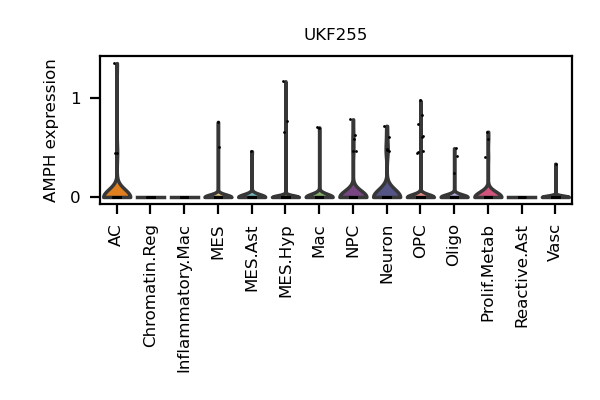 UKF255
AMPH expression
1
0
AC
Chromatin.Reg
Inflammatory.Mac
MES
MES.Ast
MES.Hyp
Mac
NPC
Neuron
OPC
Oligo
Prolif.Metab
Reactive.Ast
Vasc